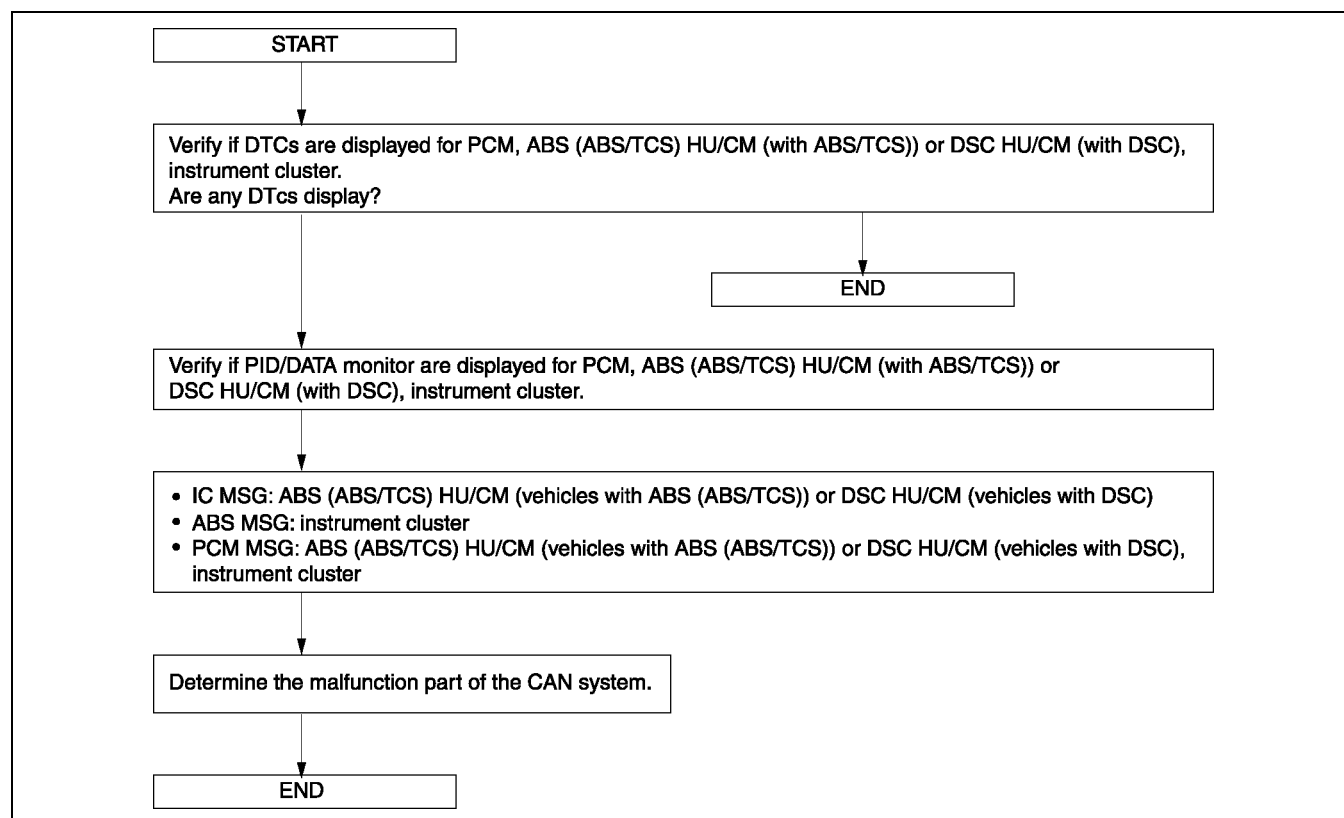 START
Verify if DTCs are displayed for PCM, ABS (ABS/TCS) HU/CM (with ABS/TCS)) or DSC HU/CM (with DSC),
instrument cluster.
Are any DTcs display?
END
Verify if PID/DATA monitor are displayed for PCM, ABS (ABS/TCS) HU/CM (with ABS/TCS)) or
DSC HU/CM (with DSC), instrument cluster.
• IC MSG: ABS (ABS/TCS) HU/CM (vehicles with ABS (ABS/TCS)) or DSC HU/CM (vehicles with DSC)
• ABS MSG: instrument cluster
• PCM MSG: ABS (ABS/TCS) HU/CM (vehicles with ABS (ABS/TCS)) or DSC HU/CM (vehicles with DSC),
instrument cluster
Determine the malfunction part of the CAN system.
END